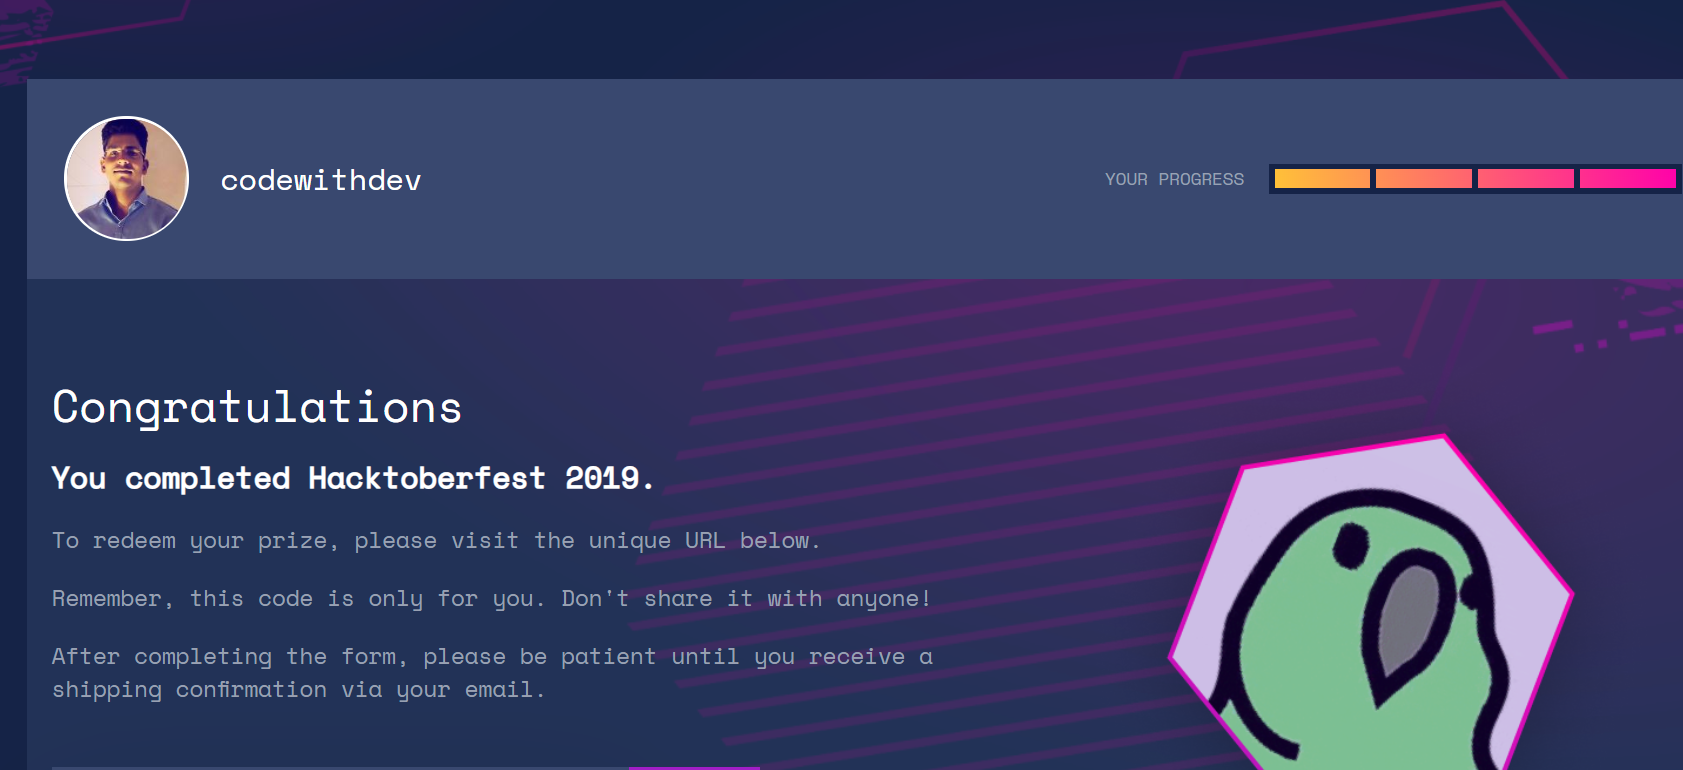 codewithdev
YOUR PROGRESS
Congratulations
You completed Hacktoberfest 2019.
To redeem your prize, please visit the unique URL below.
Remember, this code is only for you. Don't share it with anyone!
After completing the form, please be patient until you receive a
shipping confirmation via your email.